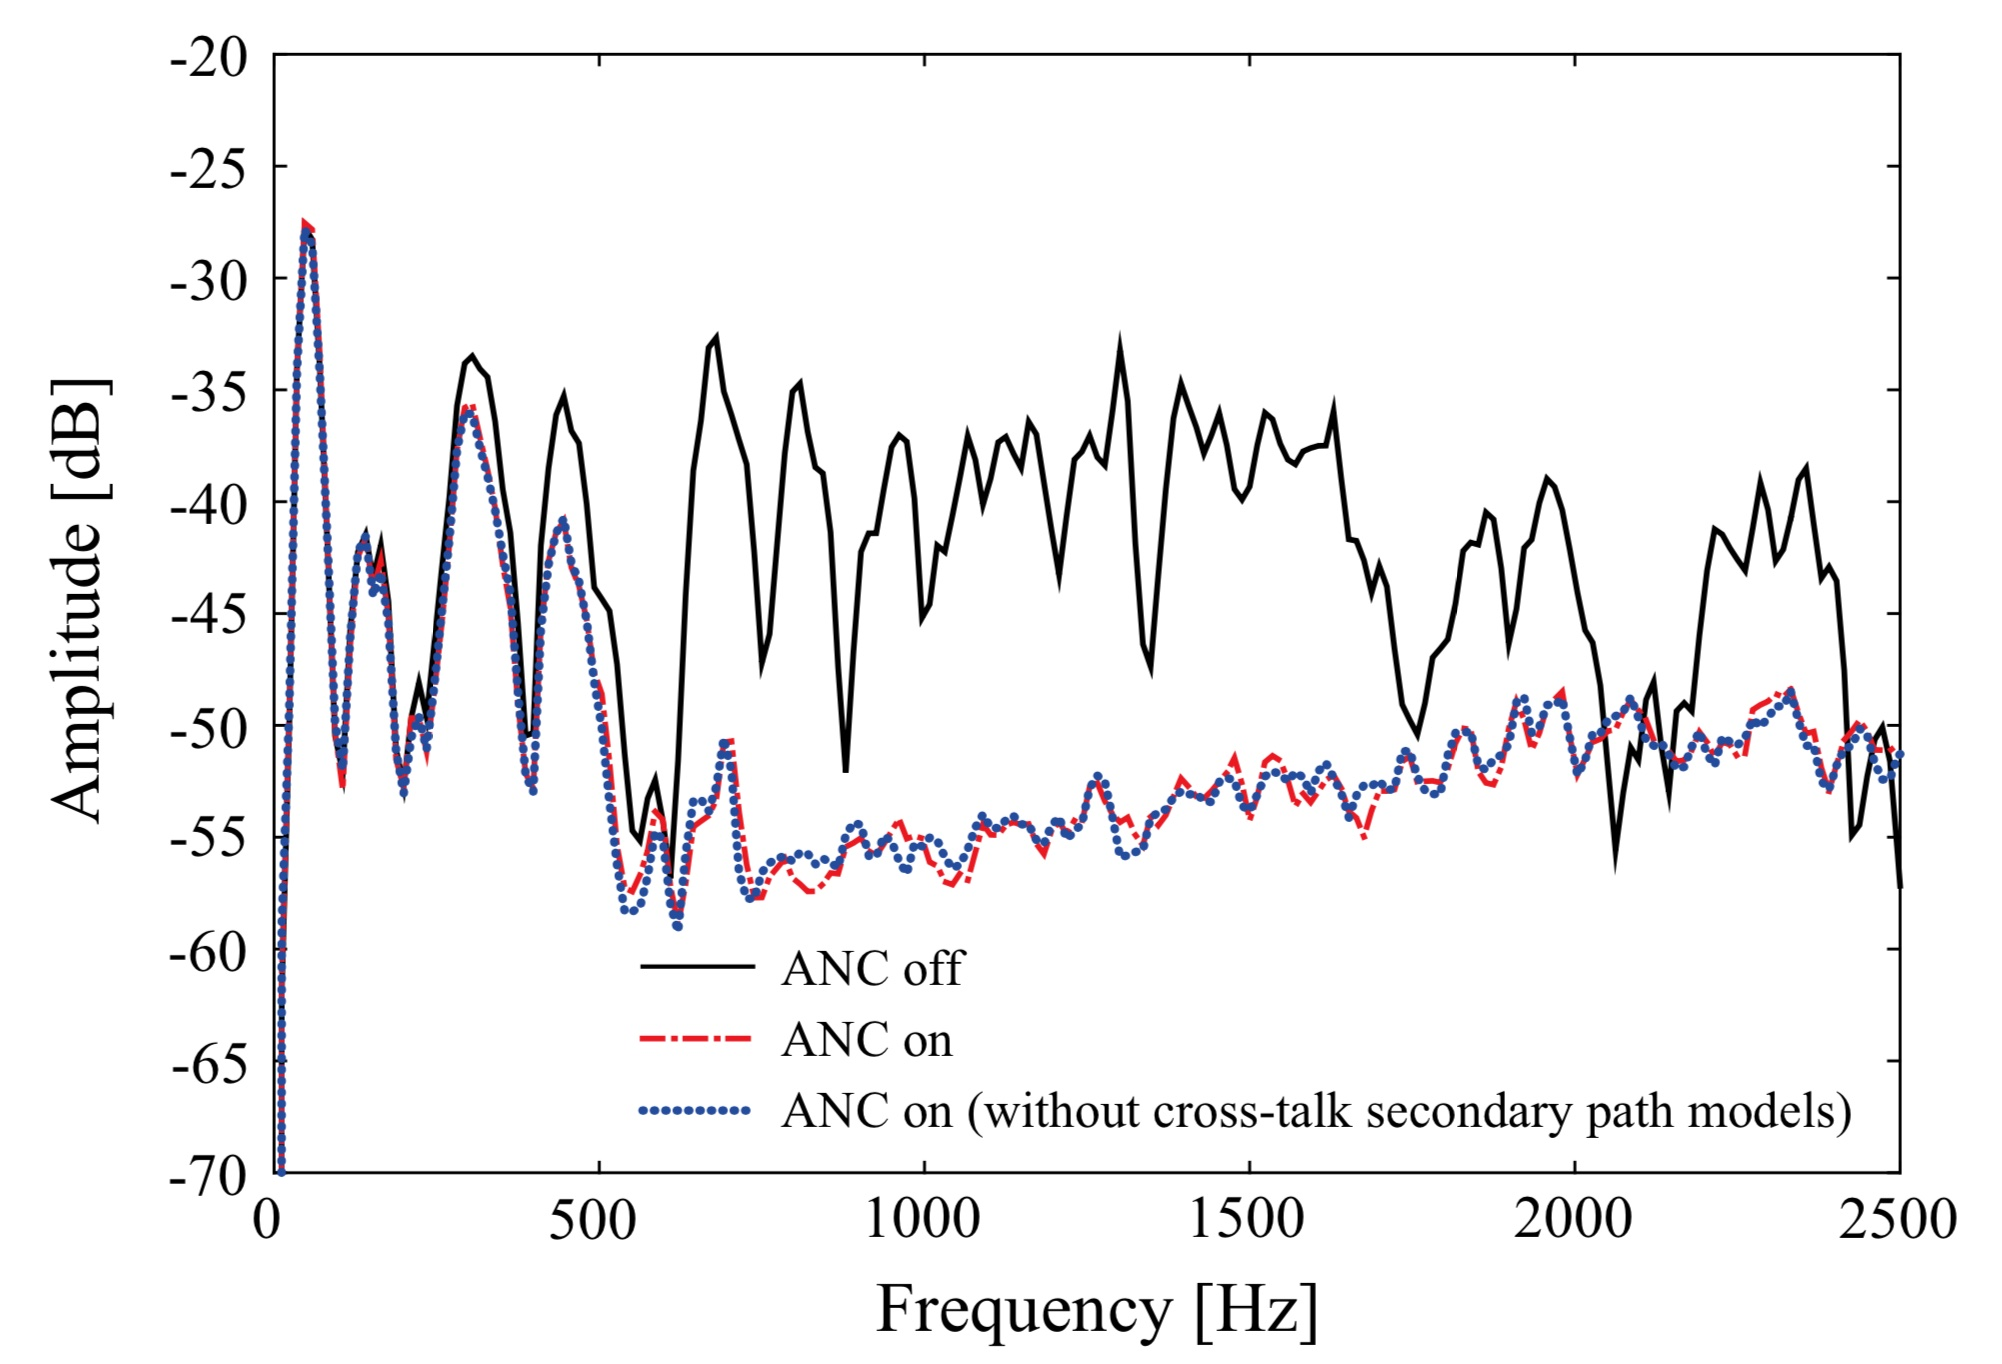 -20
-25
-30
-35
-40
-45
-50
-55
-60
-65
-70
Amplitude [dB]
ANC off
ANC on
ANC on (without cross-talk secondary path models)
0 500 1000 1500 2000 2500
Frequency [Hz]